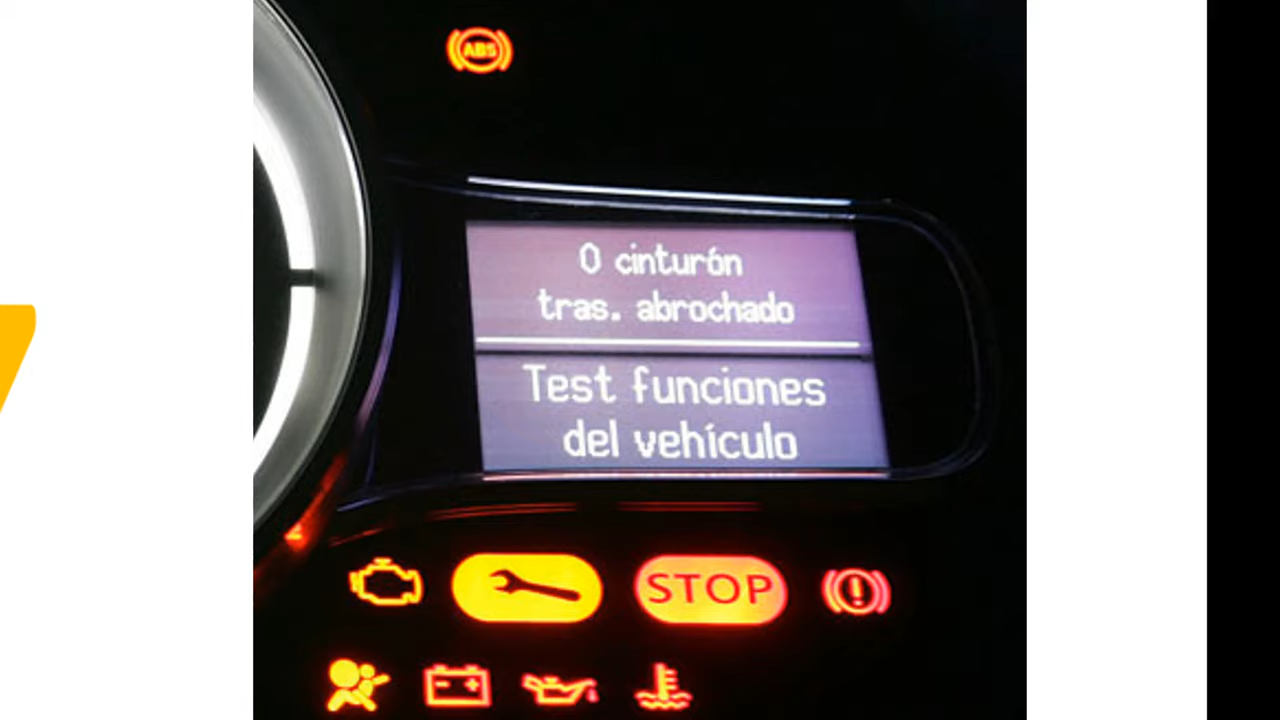 ABS
0 cinturón
tras. abrochado
Test funciones
del vehículo
STOP